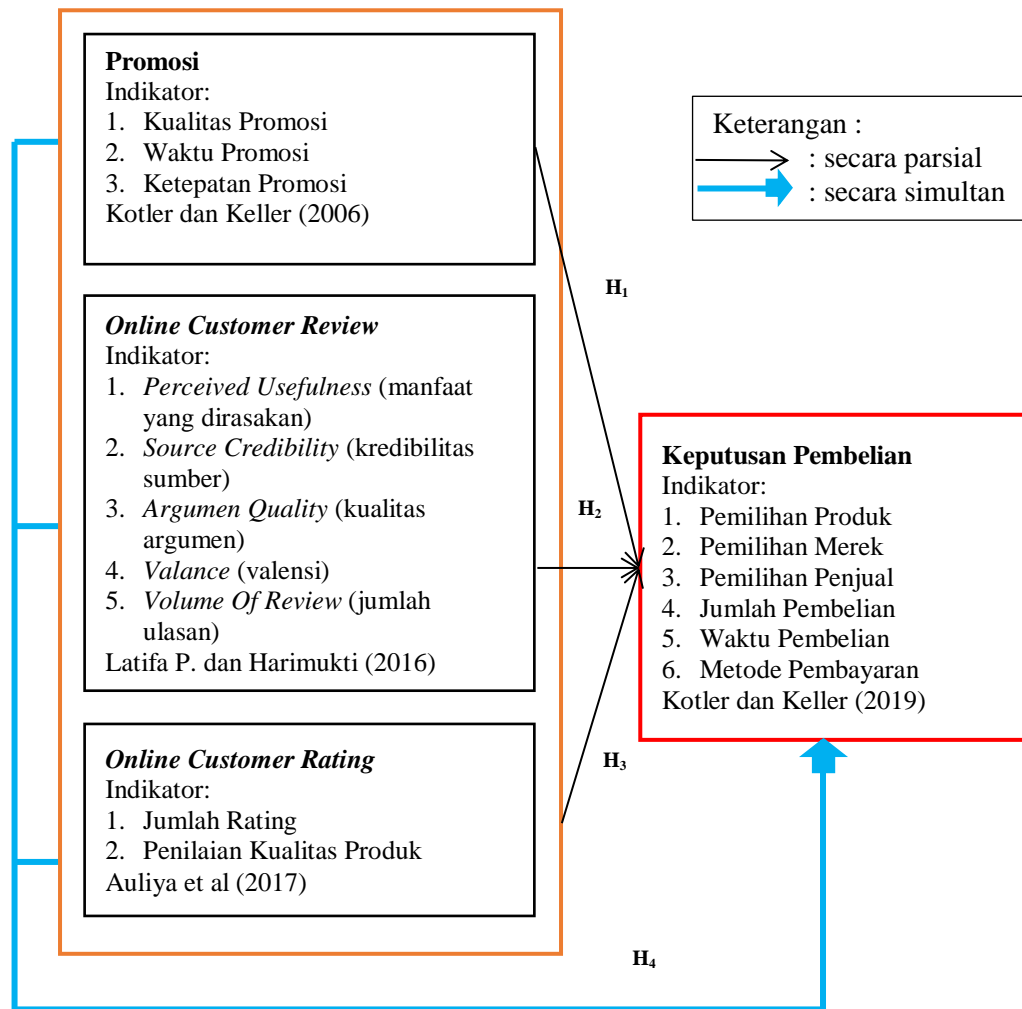 Promosi
Indikator:
1. Kualitas Promosi
2. Waktu Promosi
3. Ketepatan Promosi
Kotler dan Keller (2006)
Keterangan :
: secara parsial
: secara simultan
H₁
Online Customer Review
Indikator:
1. Perceived Usefulness (manfaat
yang dirasakan)
2. Source Credibility (kredibilitas
sumber)
3. Argumen Quality (kualitas
argumen)
4. Valance (valensi)
5. Volume Of Review (jumlah
ulasan)
Latifa P. dan Harimukti (2016)
H₂
Keputusan Pembelian
Indikator:
1. Pemilihan Produk
2. Pemilihan Merek
3. Pemilihan Penjual
4. Jumlah Pembelian
5. Waktu Pembelian
6. Metode Pembayaran
Kotler dan Keller (2019)
Online Customer Rating
Indikator:
1. Jumlah Rating
2. Penilaian Kualitas Produk
Auliya et al (2017)
H₃
H₄